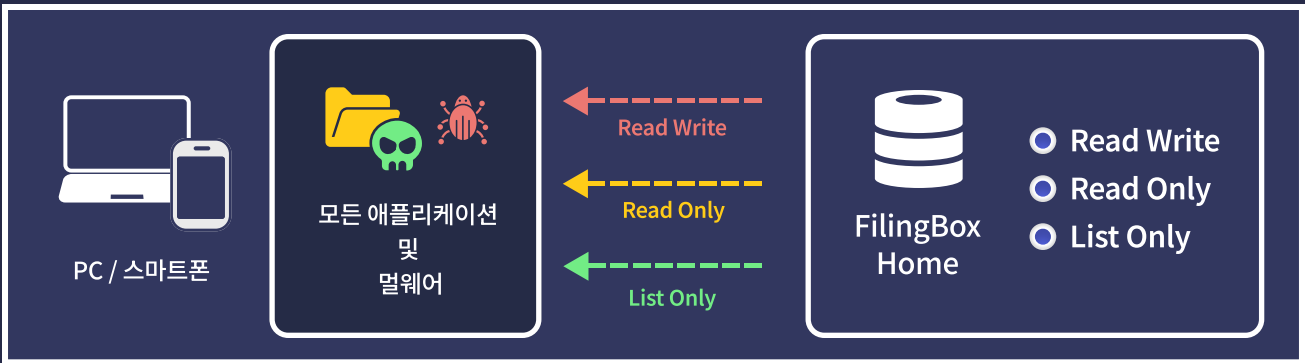 PC / 스마트폰
모든 애플리케이션
및
멀웨어
Read Write
Read Only
List Only
FilingBox
Home
Read Write
Read Only
List Only